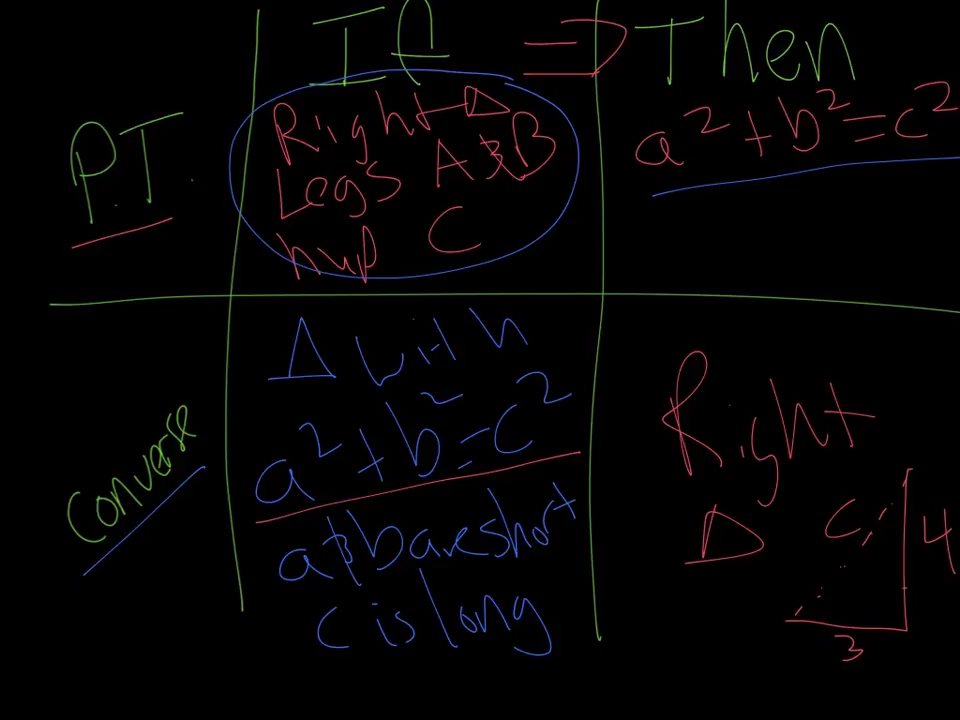 IF ⇒ Then
P.T
Right △
Legs A & B
hyp C
a² + b² = c²
Converse
△ with
a² + b² = c²
a & b are short
c is long
Right
△
c
4
3